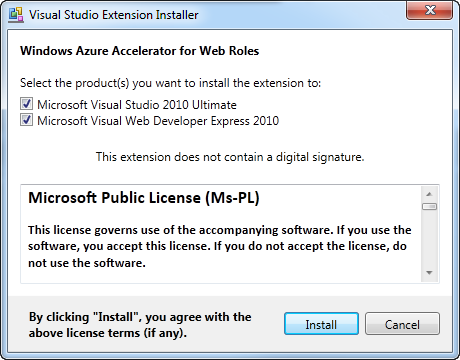 Visual Studio Extension Installer
Windows Azure Accelerator for Web Roles
Select the product(s) you want to install the extension to:
Microsoft Visual Studio 2010 Ultimate
Microsoft Visual Web Developer Express 2010
This extension does not contain a digital signature.
Microsoft Public License (Ms-PL)
This license governs use of the accompanying software. If you use the
software, you accept this license. If you do not accept the license, do
not use the software.
By clicking "Install", you agree with the
above license terms (if any).
Install
Cancel